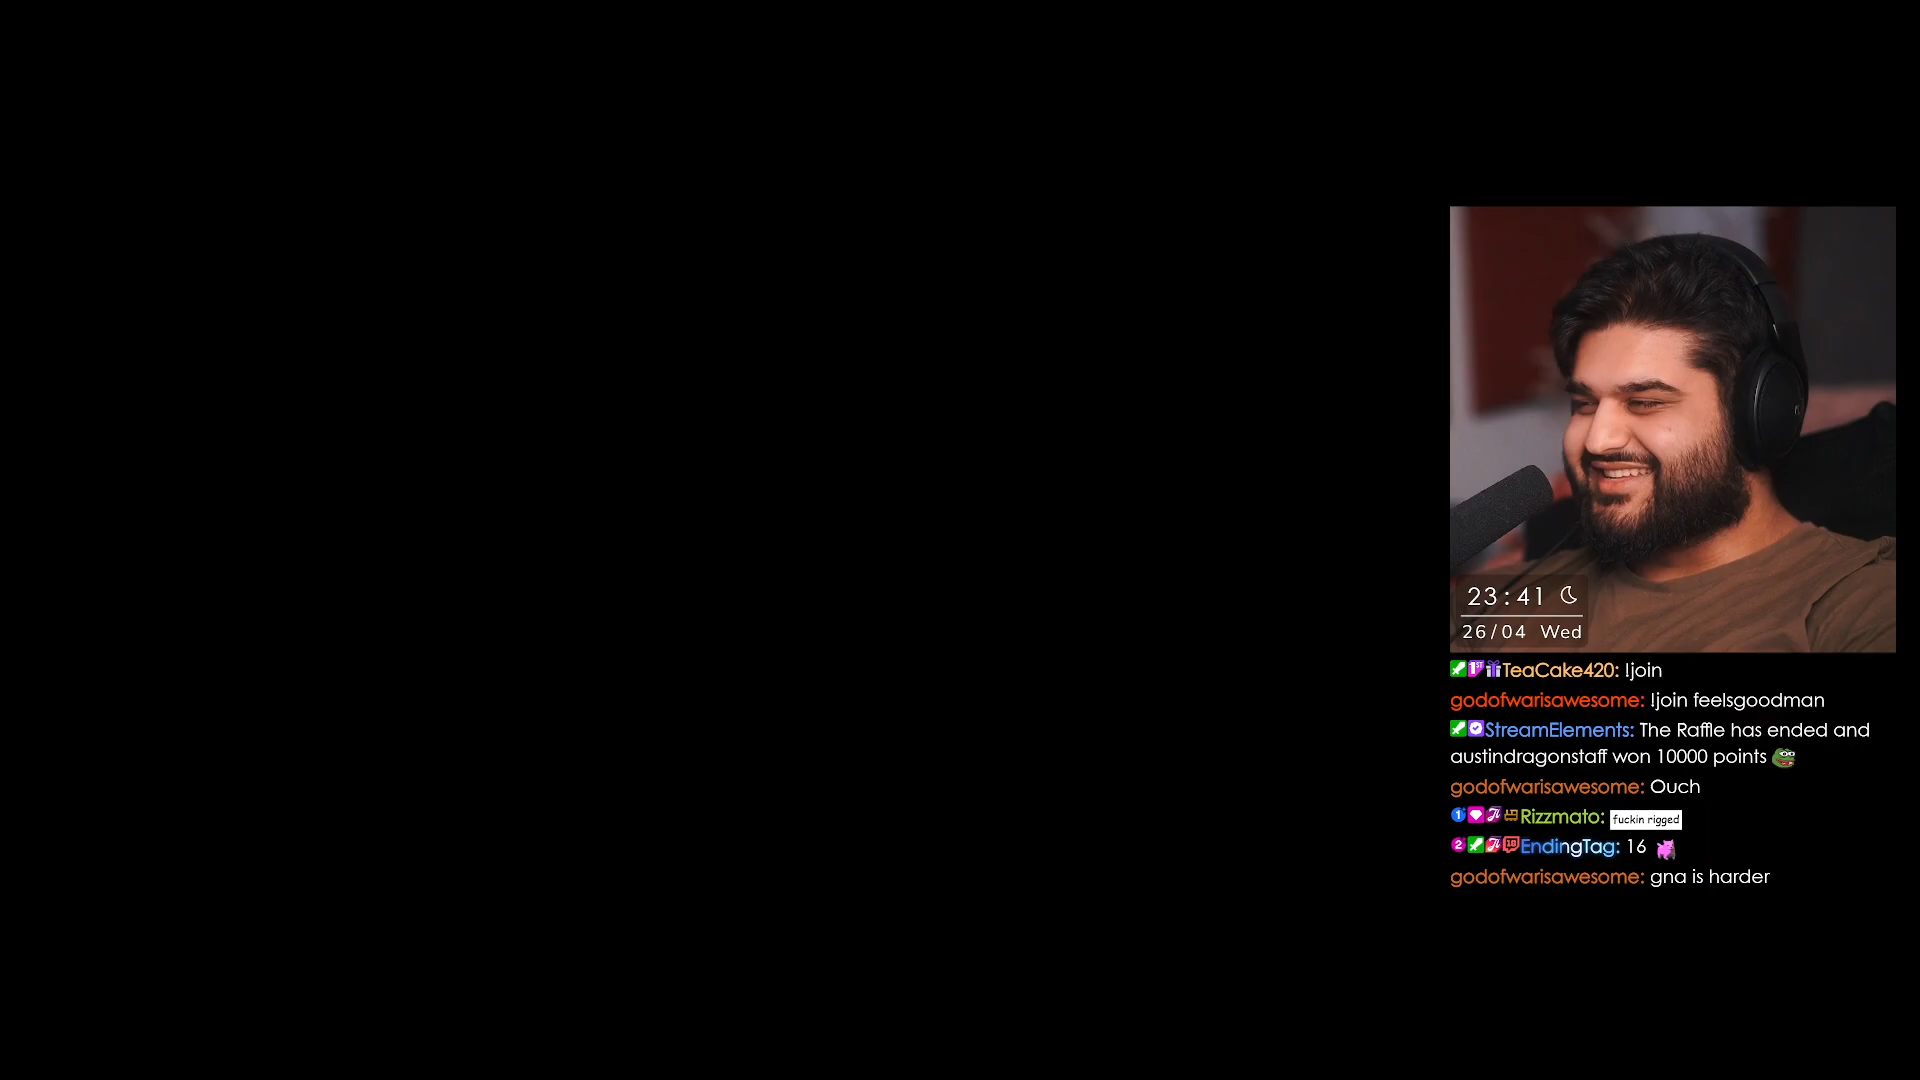 23:41
26/04 Wed
TeaCake420: !join
godofwarisawesome: !join feelsgoodman
StreamElements: The Raffle has ended and
austindragonstaff won 10000 points
godofwarisawesome: Ouch
Rizzmato: fuckin rigged
EndingTag: 16
godofwarisawesome: gna is harder